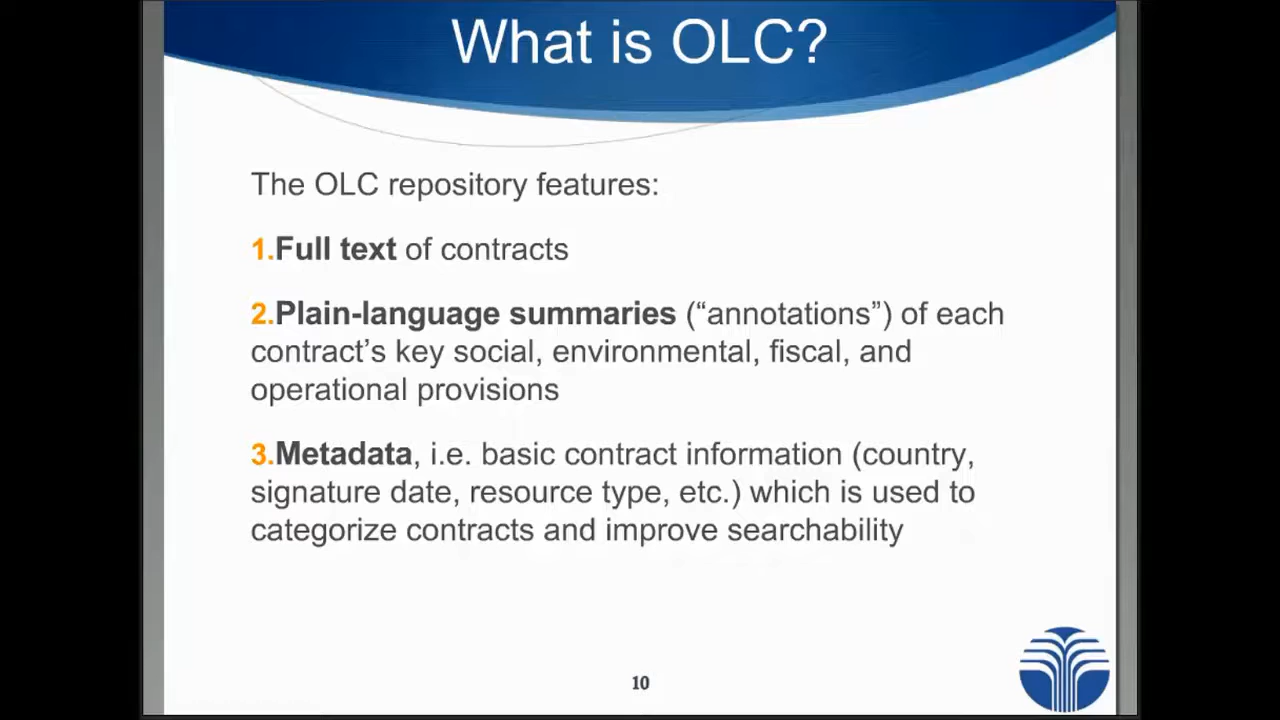 What is OLC?
The OLC repository features:
1.Full text of contracts
2.Plain-language summaries (“annotations”) of each
contract’s key social, environmental, fiscal, and
operational provisions
3.Metadata, i.e. basic contract information (country,
signature date, resource type, etc.) which is used to
categorize contracts and improve searchability
10